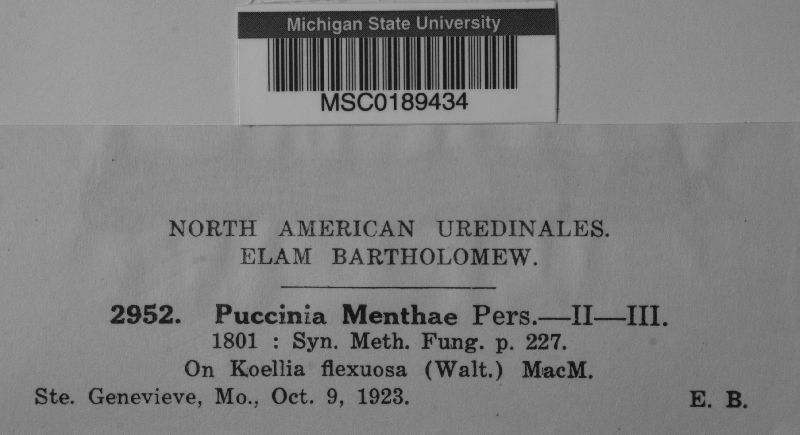 Michigan State University
MSC0189434
NORTH AMERICAN UREDINALES.
ELAM BARTHOLOMEW.
2952. Puccinia Menthae Pers.—II—III.
1801 : Syn. Meth. Fung. p. 227.
On Koellia flexuosa (Walt.) MacM.
Ste. Genevieve, Mo., Oct. 9, 1923. E. B.